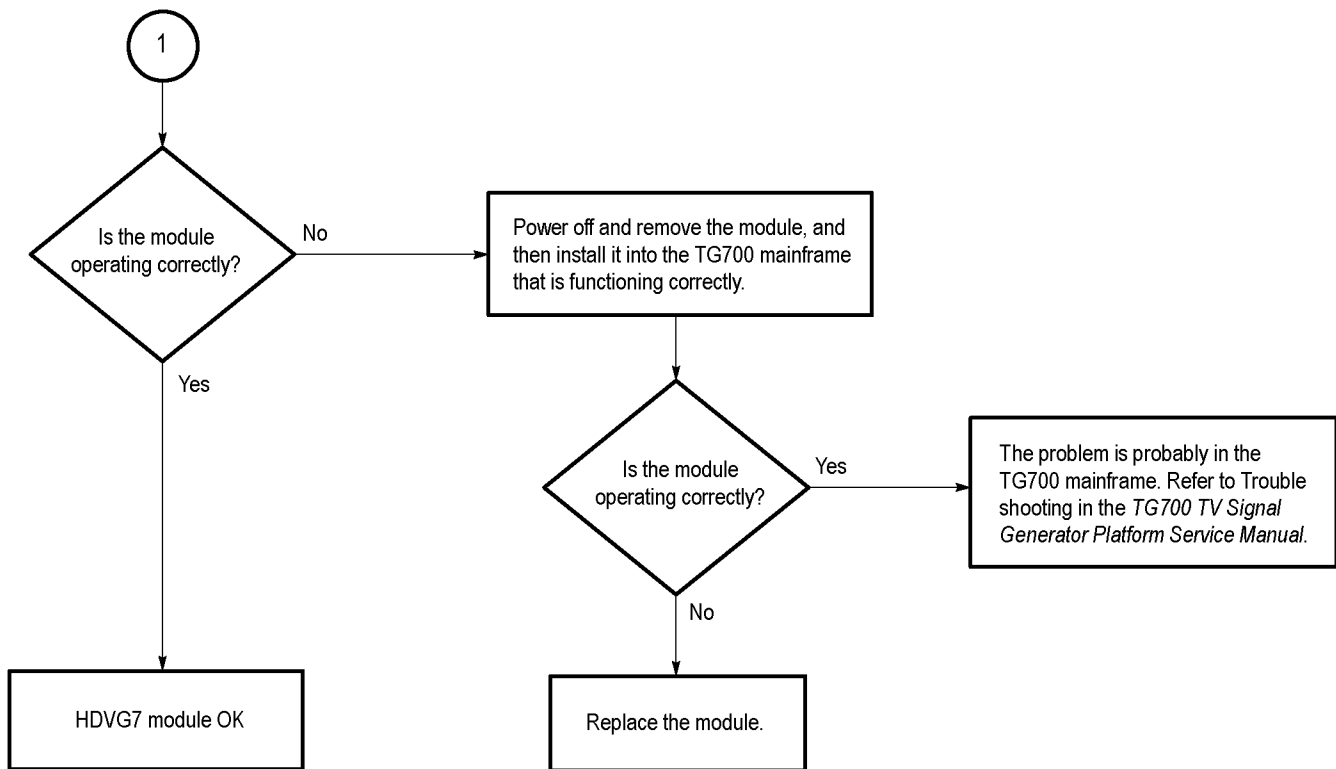 1
Is the module
operating correctly?
No
Power off and remove the module, and
then install it into the TG700 mainframe
that is functioning correctly.
Yes
Is the module
operating correctly?
Yes
The problem is probably in the
TG700 mainframe. Refer to Trouble
shooting in the TG700 TV Signal
Generator Platform Service Manual.
No
HDVG7 module OK
Replace the module.